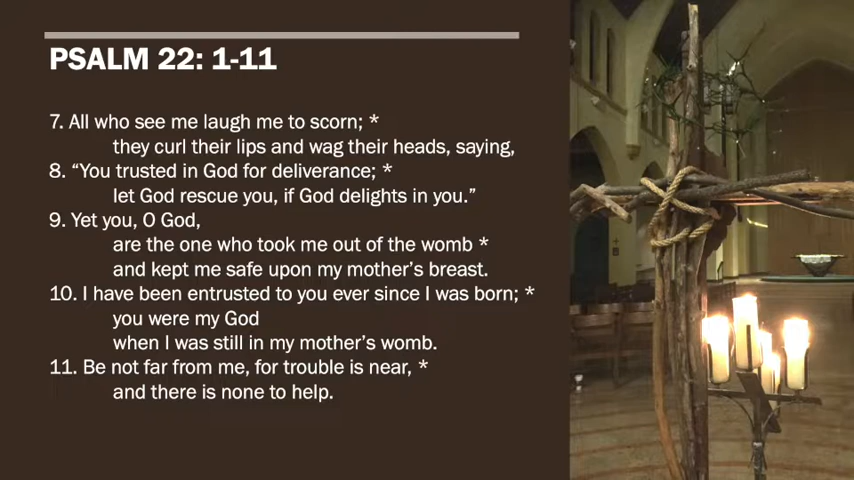 PSALM 22: 1-11
7. All who see me laugh me to scorn; *
they curl their lips and wag their heads, saying,
8. “You trusted in God for deliverance; *
let God rescue you, if God delights in you.”
9. Yet you, O God,
are the one who took me out of the womb *
and kept me safe upon my mother’s breast.
10. I have been entrusted to you ever since I was born; *
you were my God
when I was still in my mother’s womb.
11. Be not far from me, for trouble is near, *
and there is none to help.